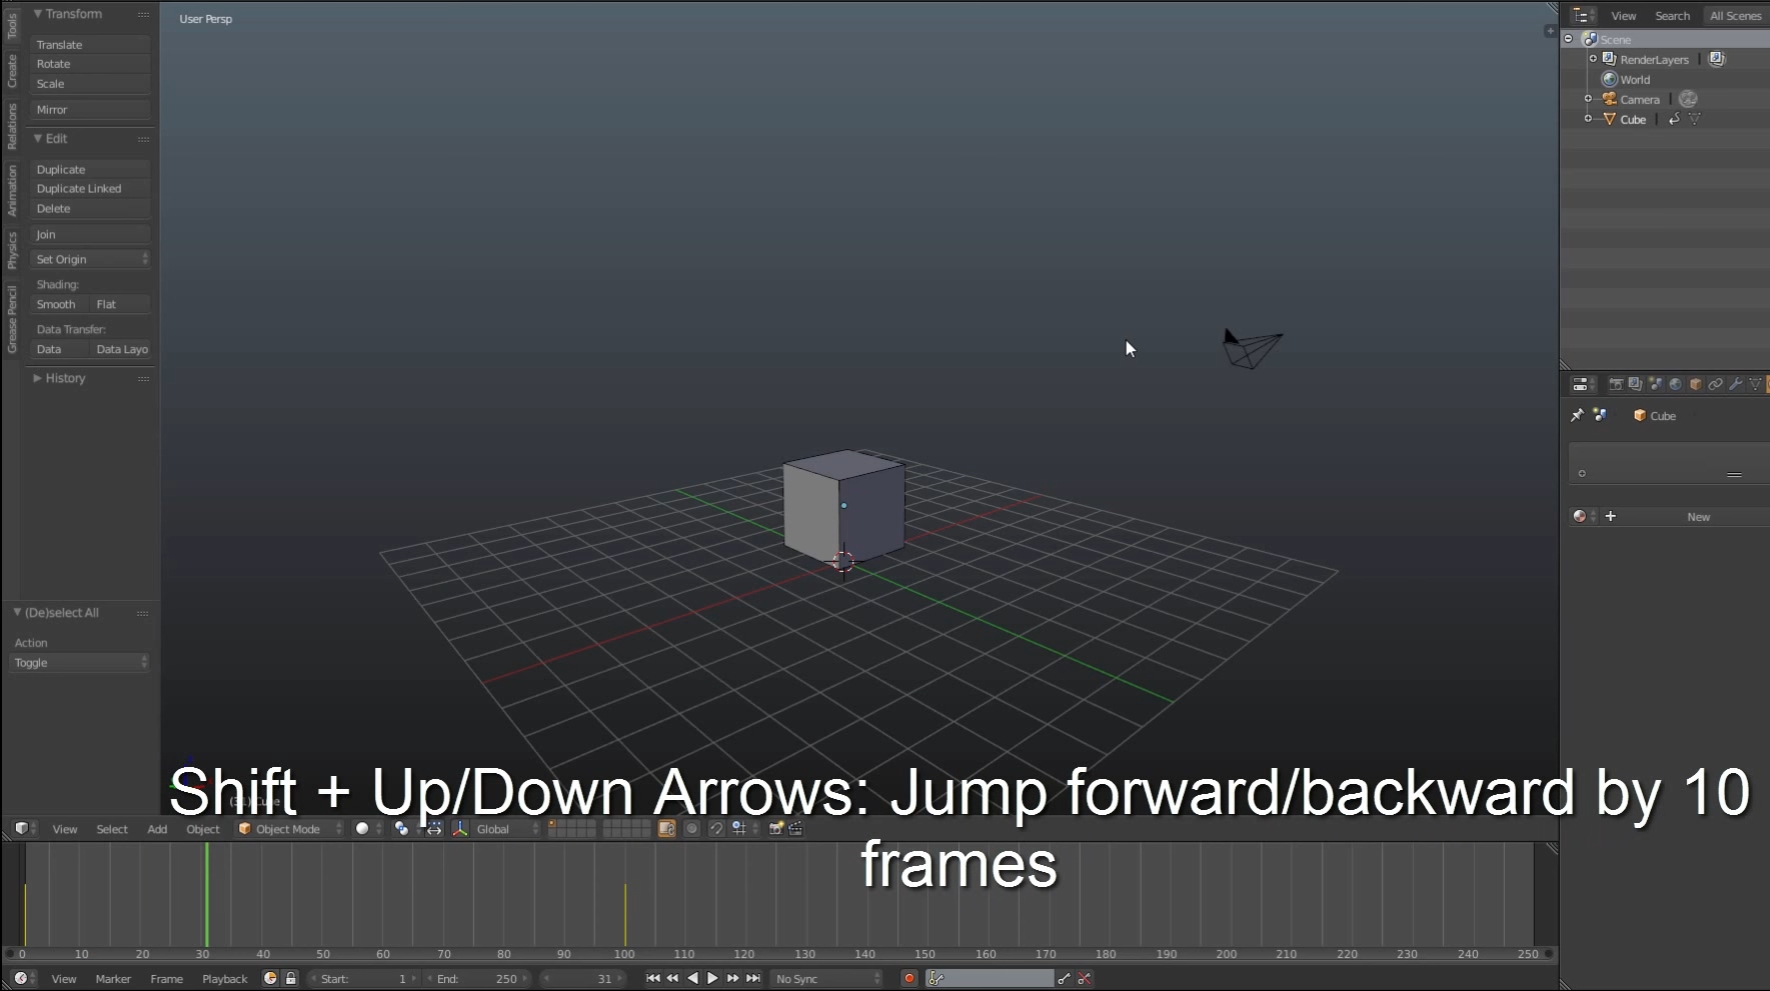 Transform
User Persp
View Search All Scenes
Tools
Translate
Rotate
Scale
Mirror
Create
Relations
Edit
Duplicate
Duplicate Linked
Delete
Animation
Join
Set Origin
Physics
Shading:
Smooth Flat
Grease Pencil
Data Transfer:
Data Data Layo
History
Scene
RenderLayers
World
Camera
Cube
Cube
New
(De)select All
Action
Toggle
Shift + Up/Down Arrows: Jump forward/backward by 10
frames
View Select Add Object Object Mode Global
0 10 20 30 40 50 60 70 80 90 100 110 120 130 140 150 160 170 180 190 200 210 220 230 240 250
View Marker Frame Playback Start: 1 End: 250 31 No Sync